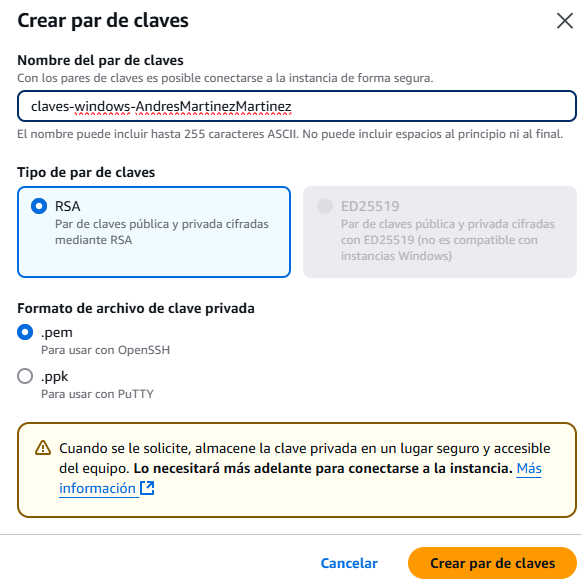 Crear par de claves
Nombre del par de claves
Con los pares de claves es posible conectarse a la instancia de forma segura.
claves-windows-AndresMartinezMartinez
El nombre puede incluir hasta 255 caracteres ASCII. No puede incluir espacios al principio ni al final.
Tipo de par de claves
RSA
Par de claves pública y privada cifradas
mediante RSA
ED25519
Par de claves pública y privada cifradas
con ED25519 (no es compatible con
instancias Windows)
Formato de archivo de clave privada
.pem
Para usar con OpenSSH
.ppk
Para usar con PuTTY
Cuando se le solicite, almacene la clave privada en un lugar seguro y accesible
del equipo. Lo necesitará más adelante para conectarse a la instancia. Más
información
Cancelar
Crear par de claves